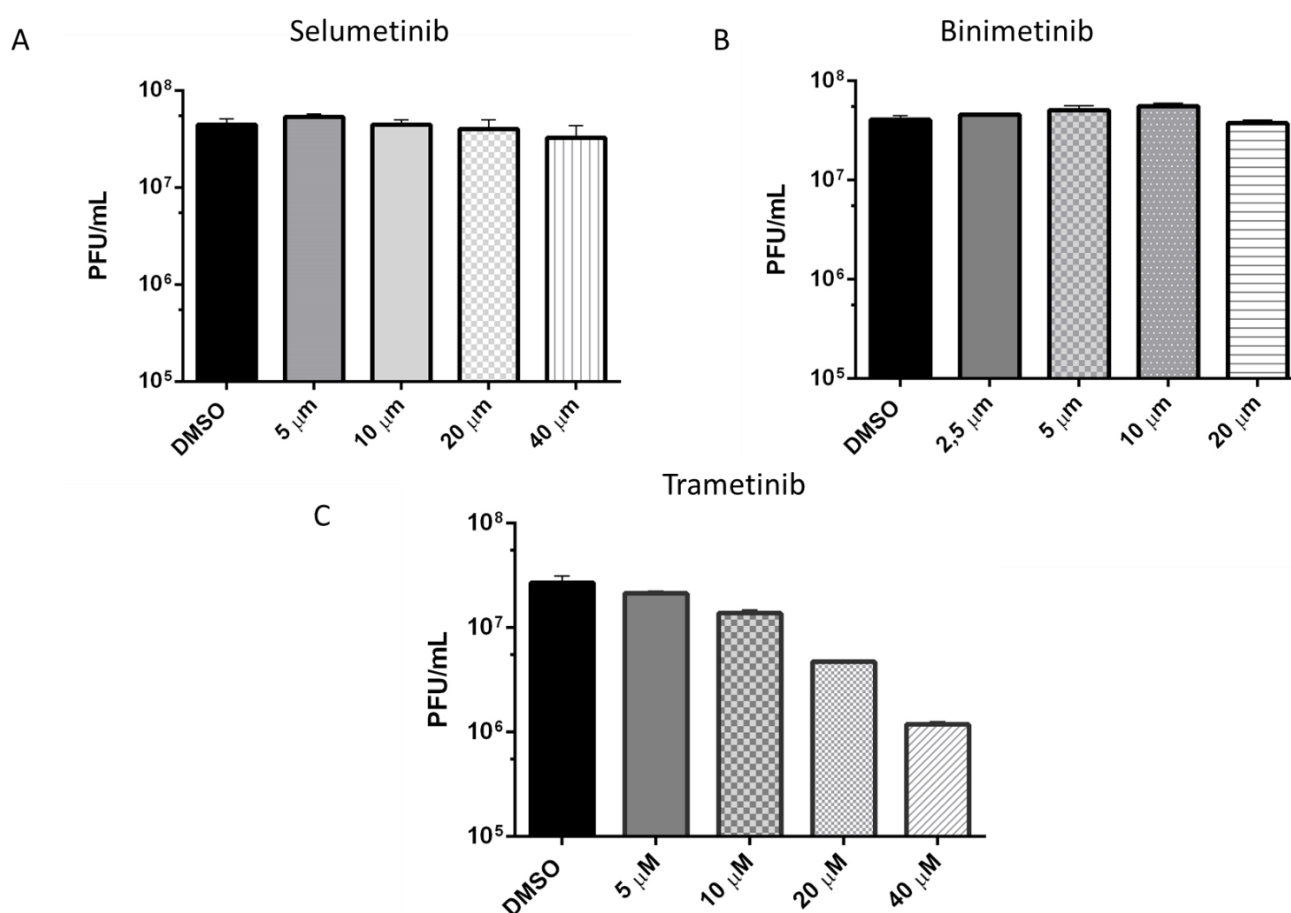 A
Selumetinib
10⁸
10⁷
10⁶
10⁵
PFU/mL
DMSO
5 μm
10 μm
20 μm
40 μm
B
Binimetinib
10⁸
10⁷
10⁶
10⁵
PFU/mL
DMSO
2,5 μm
5 μm
10 μm
20 μm
C
Trametinib
10⁸
10⁷
10⁶
10⁵
PFU/mL
DMSO
5 μM
10 μM
20 μM
40 μM